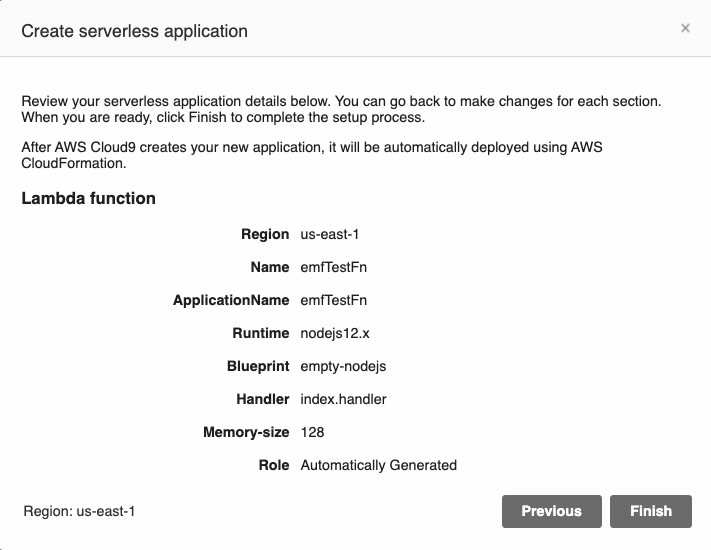 Create serverless application
×
Review your serverless application details below. You can go back to make changes for each section.
When you are ready, click Finish to complete the setup process.
After AWS Cloud9 creates your new application, it will be automatically deployed using AWS
CloudFormation.
Lambda function
Region us-east-1
Name emfTestFn
ApplicationName emfTestFn
Runtime nodejs12.x
Blueprint empty-nodejs
Handler index.handler
Memory-size 128
Role Automatically Generated
Region: us-east-1 Previous Finish